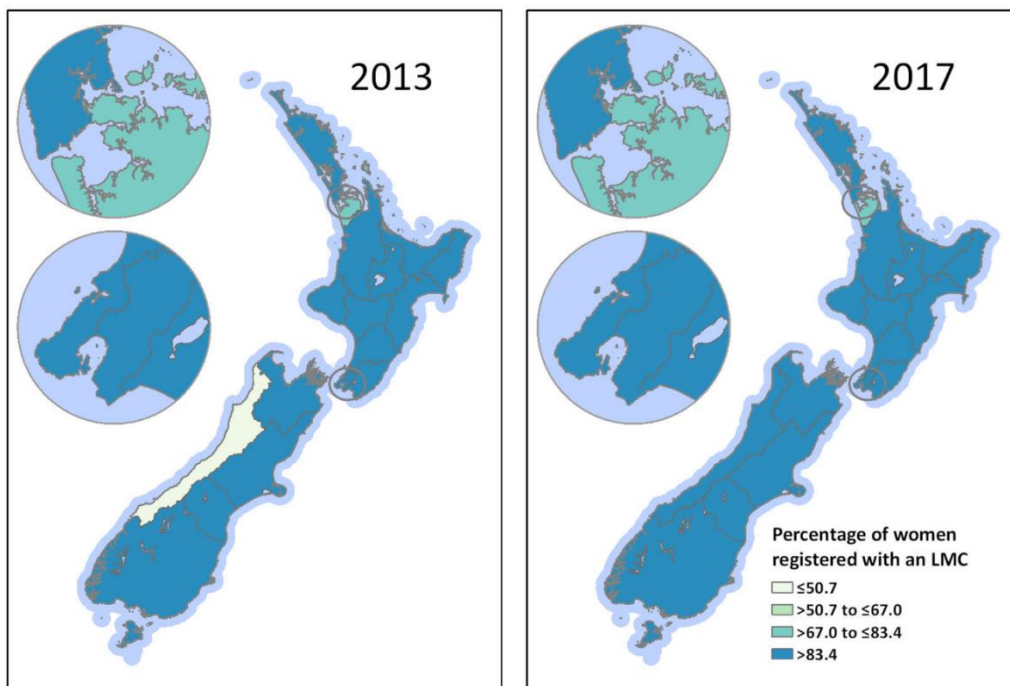 2013
2017
Percentage of women
registered with an LMC
≤50.7
>50.7 to ≤67.0
>67.0 to ≤83.4
>83.4